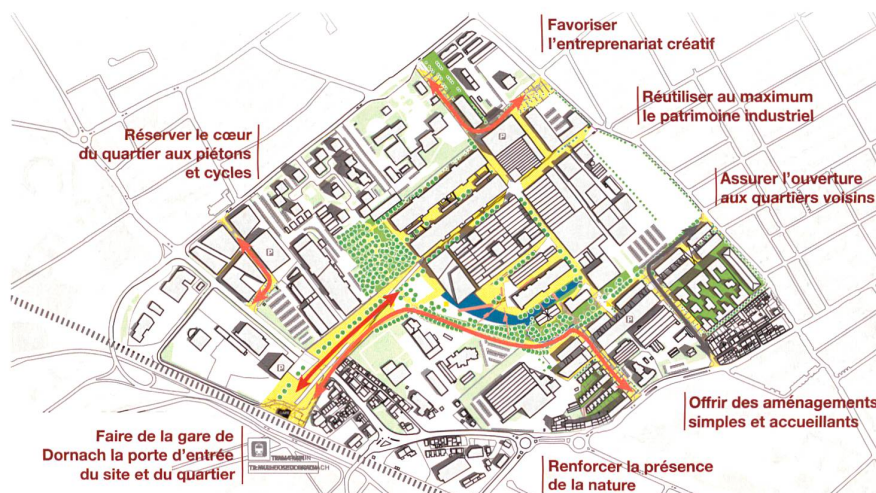 Favoriser
l'entreprenariat créatif
Réutiliser au maximum
le patrimoine industriel
Réserver le cœur
du quartier aux piétons
et cycles
Assurer l'ouverture
aux quartiers voisins
P
P
P
P
Offrir des aménagements
simples et accueillants
Faire de la gare de
Dornach la porte d'entrée
du site et du quartier
Renforcer la présence
de la nature